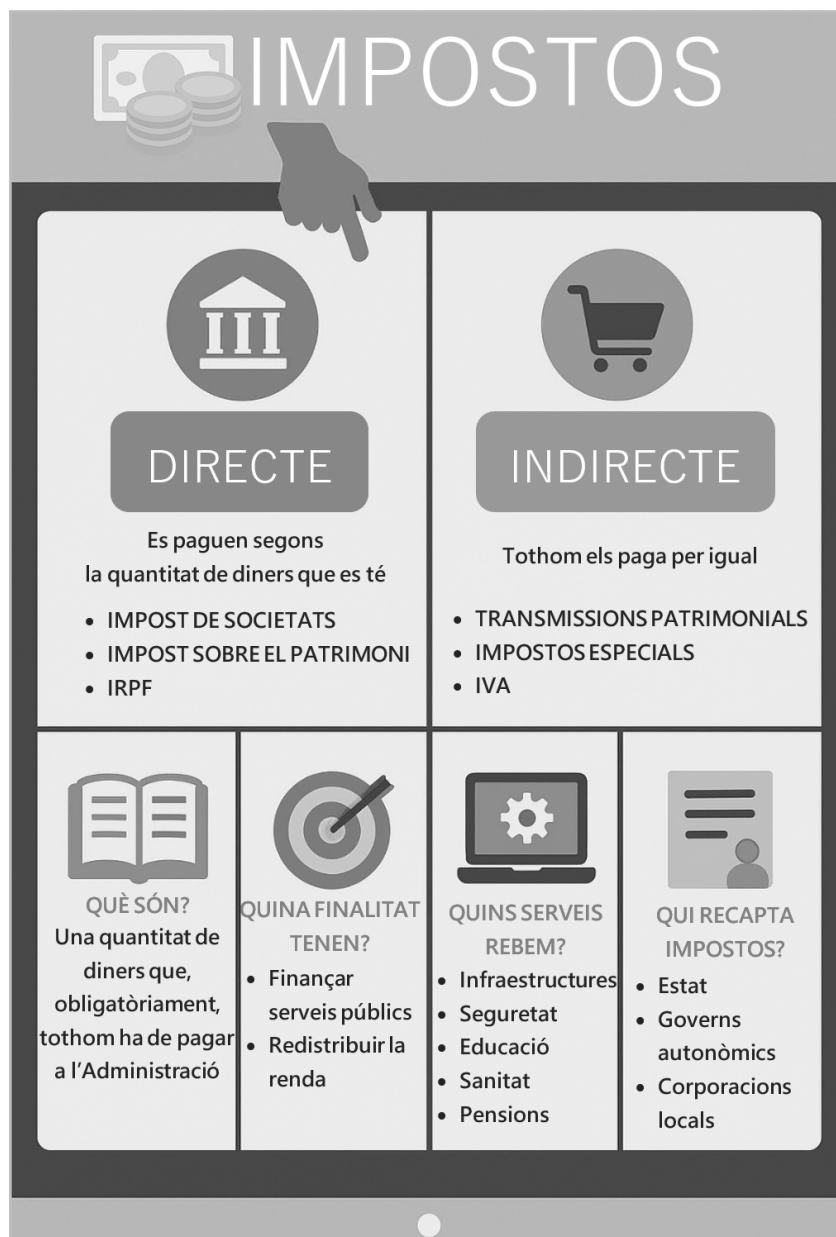 IMPOSTOS
DIRECTE
Es paguen segons
la quantitat de diners que es té
• IMPOST DE SOCIETATS
• IMPOST SOBRE EL PATRIMONI
• IRPF
INDIRECTE
Tothom els paga per igual
• TRANSMISSIONS PATRIMONIALS
• IMPOSTOS ESPECIALS
• IVA
QUÈ SÓN?
Una quantitat de
diners que,
obligatòriament,
tothom ha de pagar
a l’Administració
QUINA FINALITAT
TENEN?
• Finançar
serveis públics
• Redistribuir la
renda
QUINS SERVEIS
REBEM?
• Infraestructures
• Seguretat
• Educació
• Sanitat
• Pensions
QUI RECAPTA
IMPOSTOS?
• Estat
• Governs
autonòmics
• Corporacions
locals